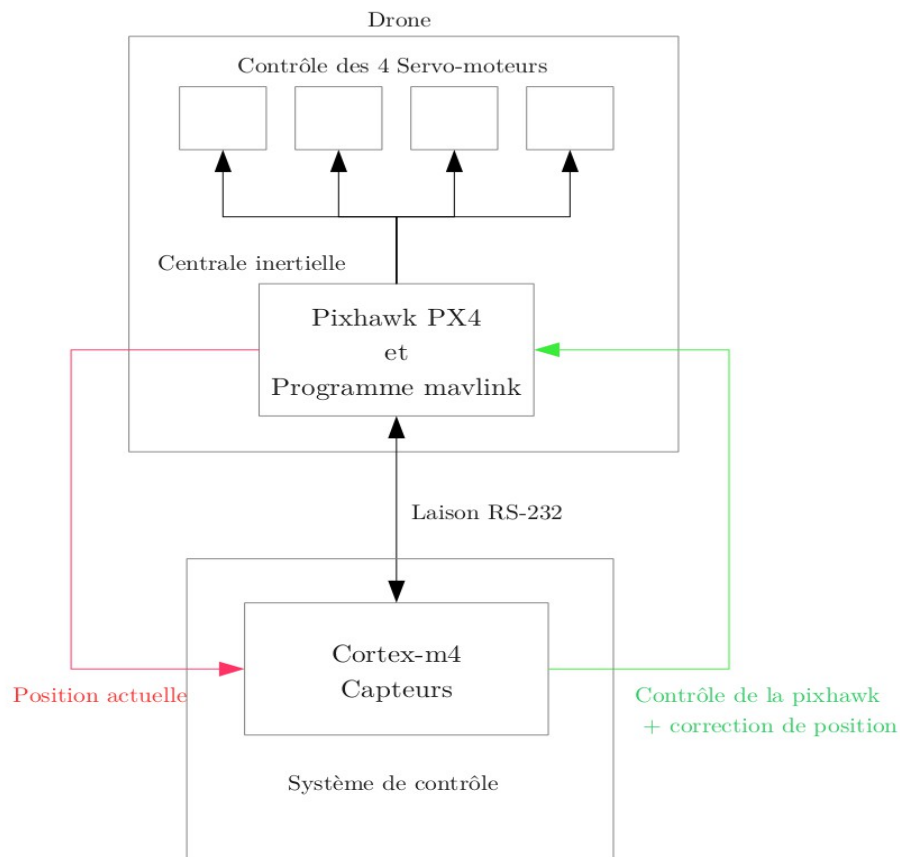 Drone
Contrôle des 4 Servo-moteurs
Centrale inertielle
Pixhawk PX4
et
Programme mavlink
Laison RS-232
Cortex-m4
Capteurs
Position actuelle
Contrôle de la pixhawk
+ correction de position
Système de contrôle